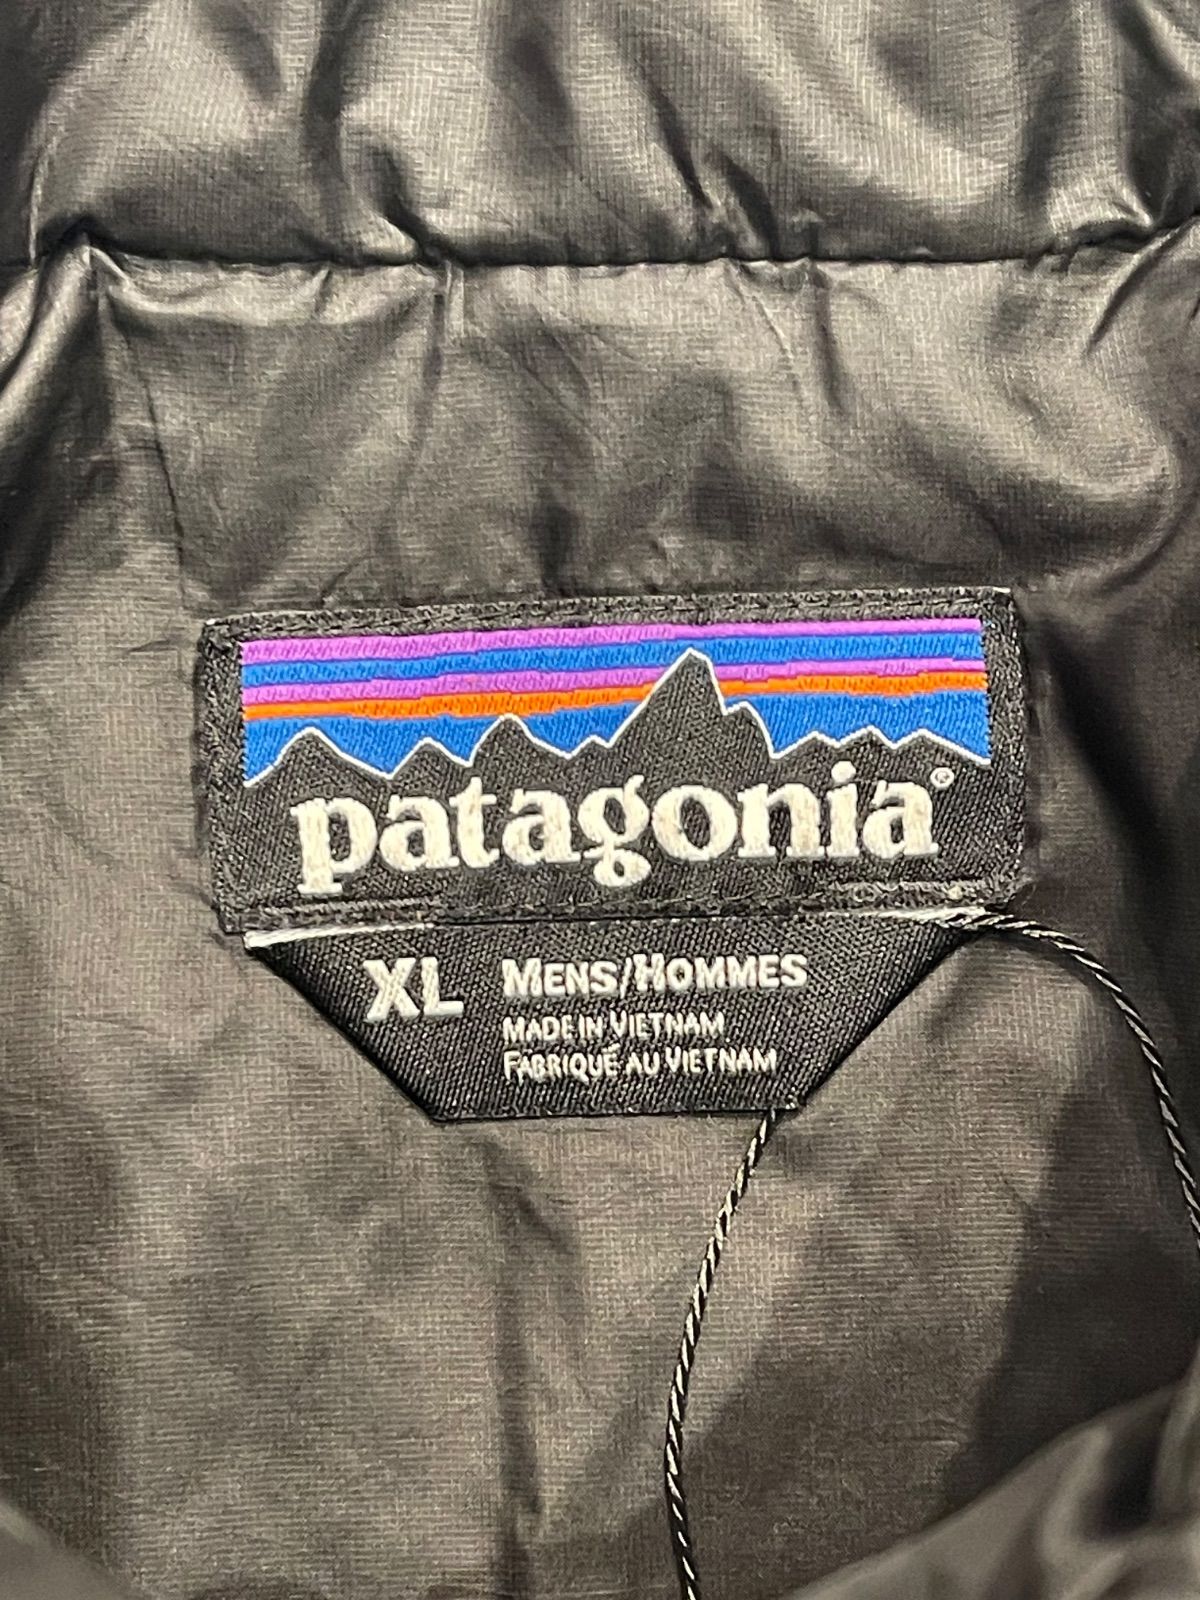 patagonia®
XL MENS/HOMMES
MADE IN VIETNAM
FABRIQUÉ AU VIETNAM